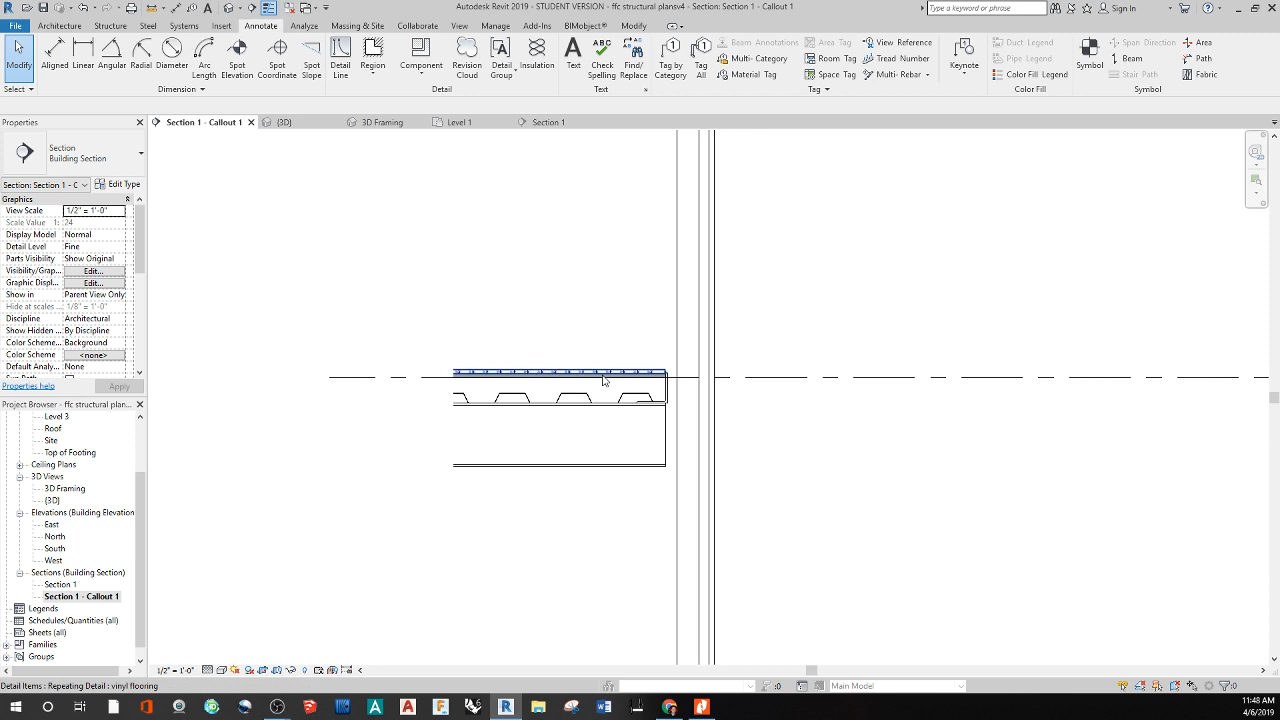 Autodesk Revit 2019 - STUDENT VERSION - ffc structural plansv4 - Section: Section 1 - Callout 1
Type a keyword or phrase
Sign In
File Architecture Structure Steel Systems Insert Annotate Analyze Massing & Site Collaborate View Manage Add-Ins BIMobject® Modify
Modify
Aligned Linear Angular Radial Diameter Arc Length Spot Elevation Spot Coordinate Spot Slope
Detail Line Region Component Revision Cloud Detail Group Insulation
Text Check Spelling Find/ Replace
Tag by Category Tag All
Beam Annotations
Multi- Category
Material Tag
Area Tag
Room Tag
Space Tag
View Reference
Tread Number
Multi-Rebar
Keynote
Duct Legend
Pipe Legend
Color Fill Legend
Symbol
Span Direction
Beam
Stair Path
Area
Path
Fabric
Select Dimension Detail Text Tag Color Fill Symbol
Properties
Section 1 - Callout 1 {3D} 3D Framing Level 1 Section 1
Section
Building Section
Section: Section 1 - C Edit Type
Graphics
View Scale 1/2" = 1'-0"
Scale Value 1: 24
Display Model Normal
Detail Level Fine
Parts Visibility Show Original
Visibility/Grap... Edit...
Graphic Displ... Edit...
Show in Parent View Only
Hide at scales ... 1/8" = 1'-0"
Discipline Architectural
Show Hidden ... By Discipline
Color Scheme ... Background
Color Scheme <none>
Default Analy... None
Properties help Apply
Project Browser - ffc structural plan...
Level 3
Roof
Site
Top of Footing
Ceiling Plans
3D Views
3D Framing
{3D}
Elevations (Building Elevation
East
North
South
West
Sections (Building Section)
Section 1
Section 1 - Callout 1
Legends
Schedules/Quantities (all)
Sheets (all)
Families
Groups
1/2" = 1'-0"
Detail Items : Repeating Detail : vinyl flooring
:0
Main Model
:0
11:48 AM
4/6/2019